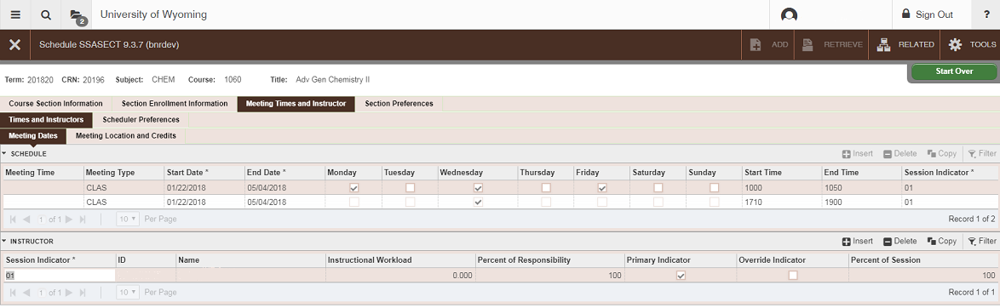 2 University of Wyoming Sign Out ?
Schedule SSASECT 9.3.7 (bnrdev) ADD RETRIEVE RELATED TOOLS
Start Over
Term: 201820 CRN: 20196 Subject: CHEM Course: 1060 Title: Adv Gen Chemistry II
Course Section Information Section Enrollment Information Meeting Times and Instructor Section Preferences
Times and Instructors Scheduler Preferences
Meeting Dates Meeting Location and Credits
SCHEDULE Insert Delete Copy Filter
Meeting Time Meeting Type Start Date * End Date * Monday Tuesday Wednesday Thursday Friday Saturday Sunday Start Time End Time Session Indicator *
CLAS 01/22/2018 05/04/2018 1000 1050 01
CLAS 01/22/2018 05/04/2018 1710 1900 01
1 of 1 10 Per Page Record 1 of 2
INSTRUCTOR Insert Delete Copy Filter
Session Indicator * ID Name Instructional Workload Percent of Responsibility Primary Indicator Override Indicator Percent of Session
01 0.000 100 100
1 of 1 10 Per Page Record 1 of 1